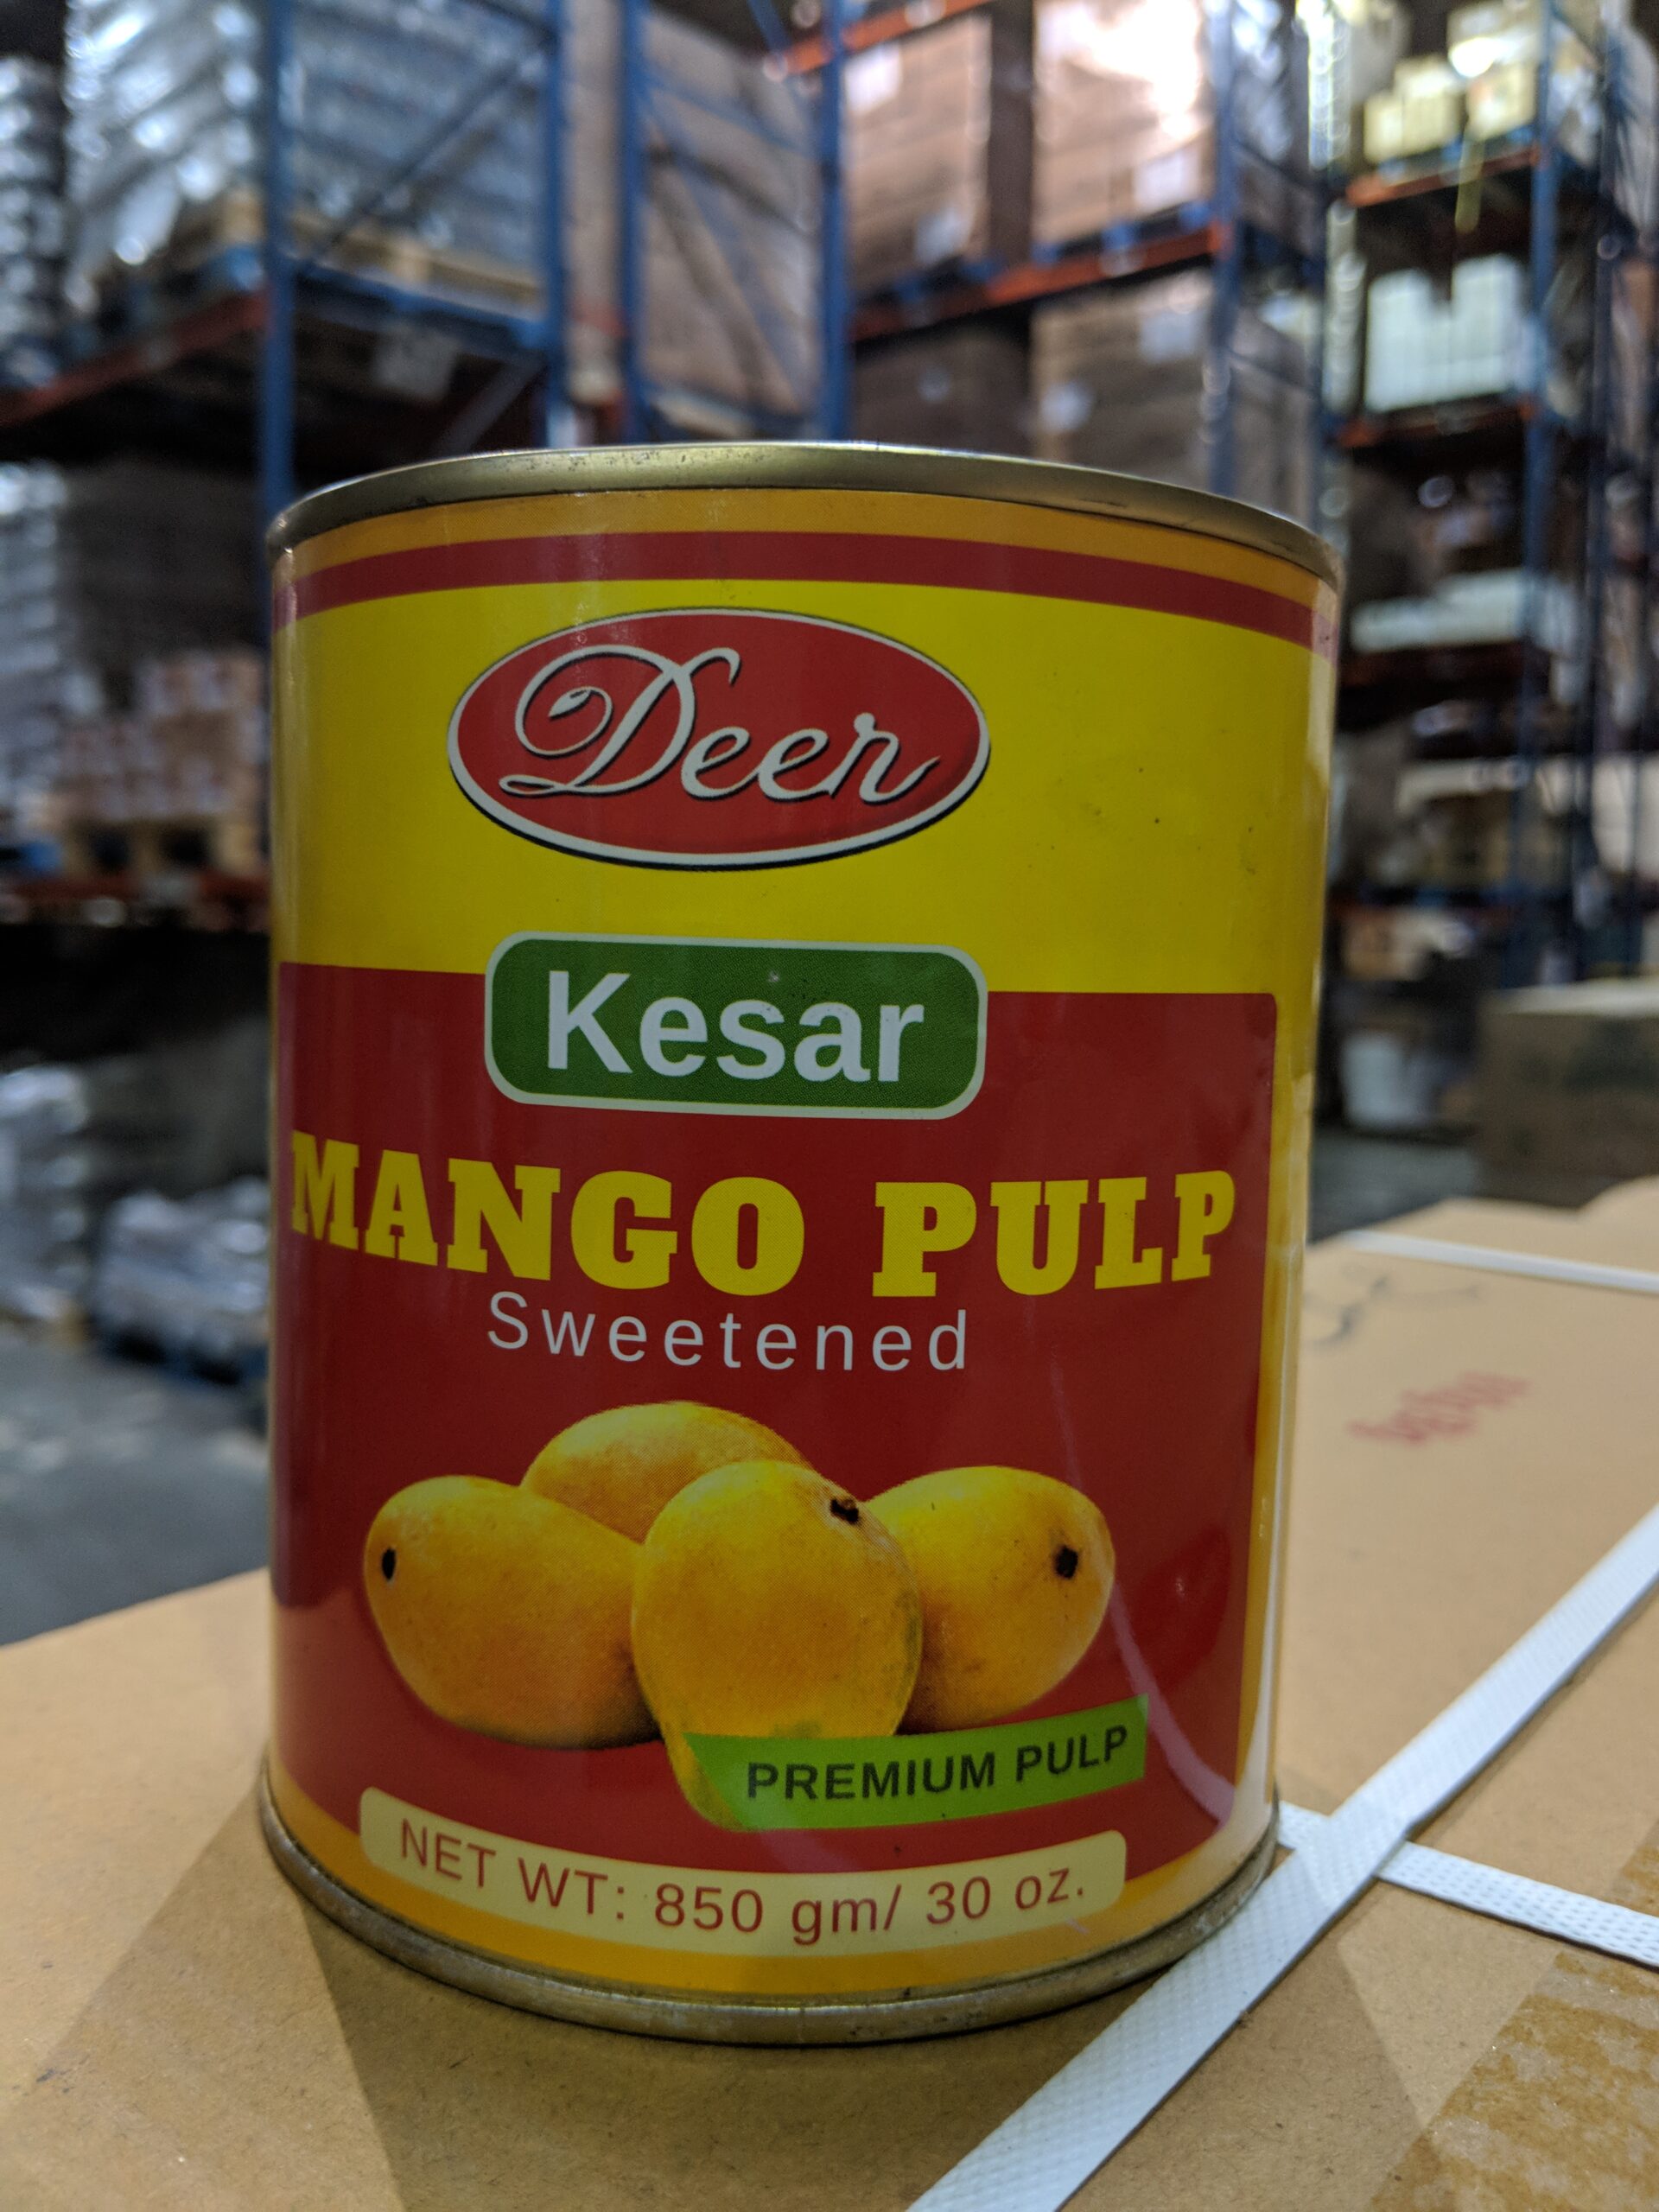 Deer
Kesar
MANGO PULP
Sweetened
PREMIUM PULP
NET WT: 850 gm/ 30 oz.